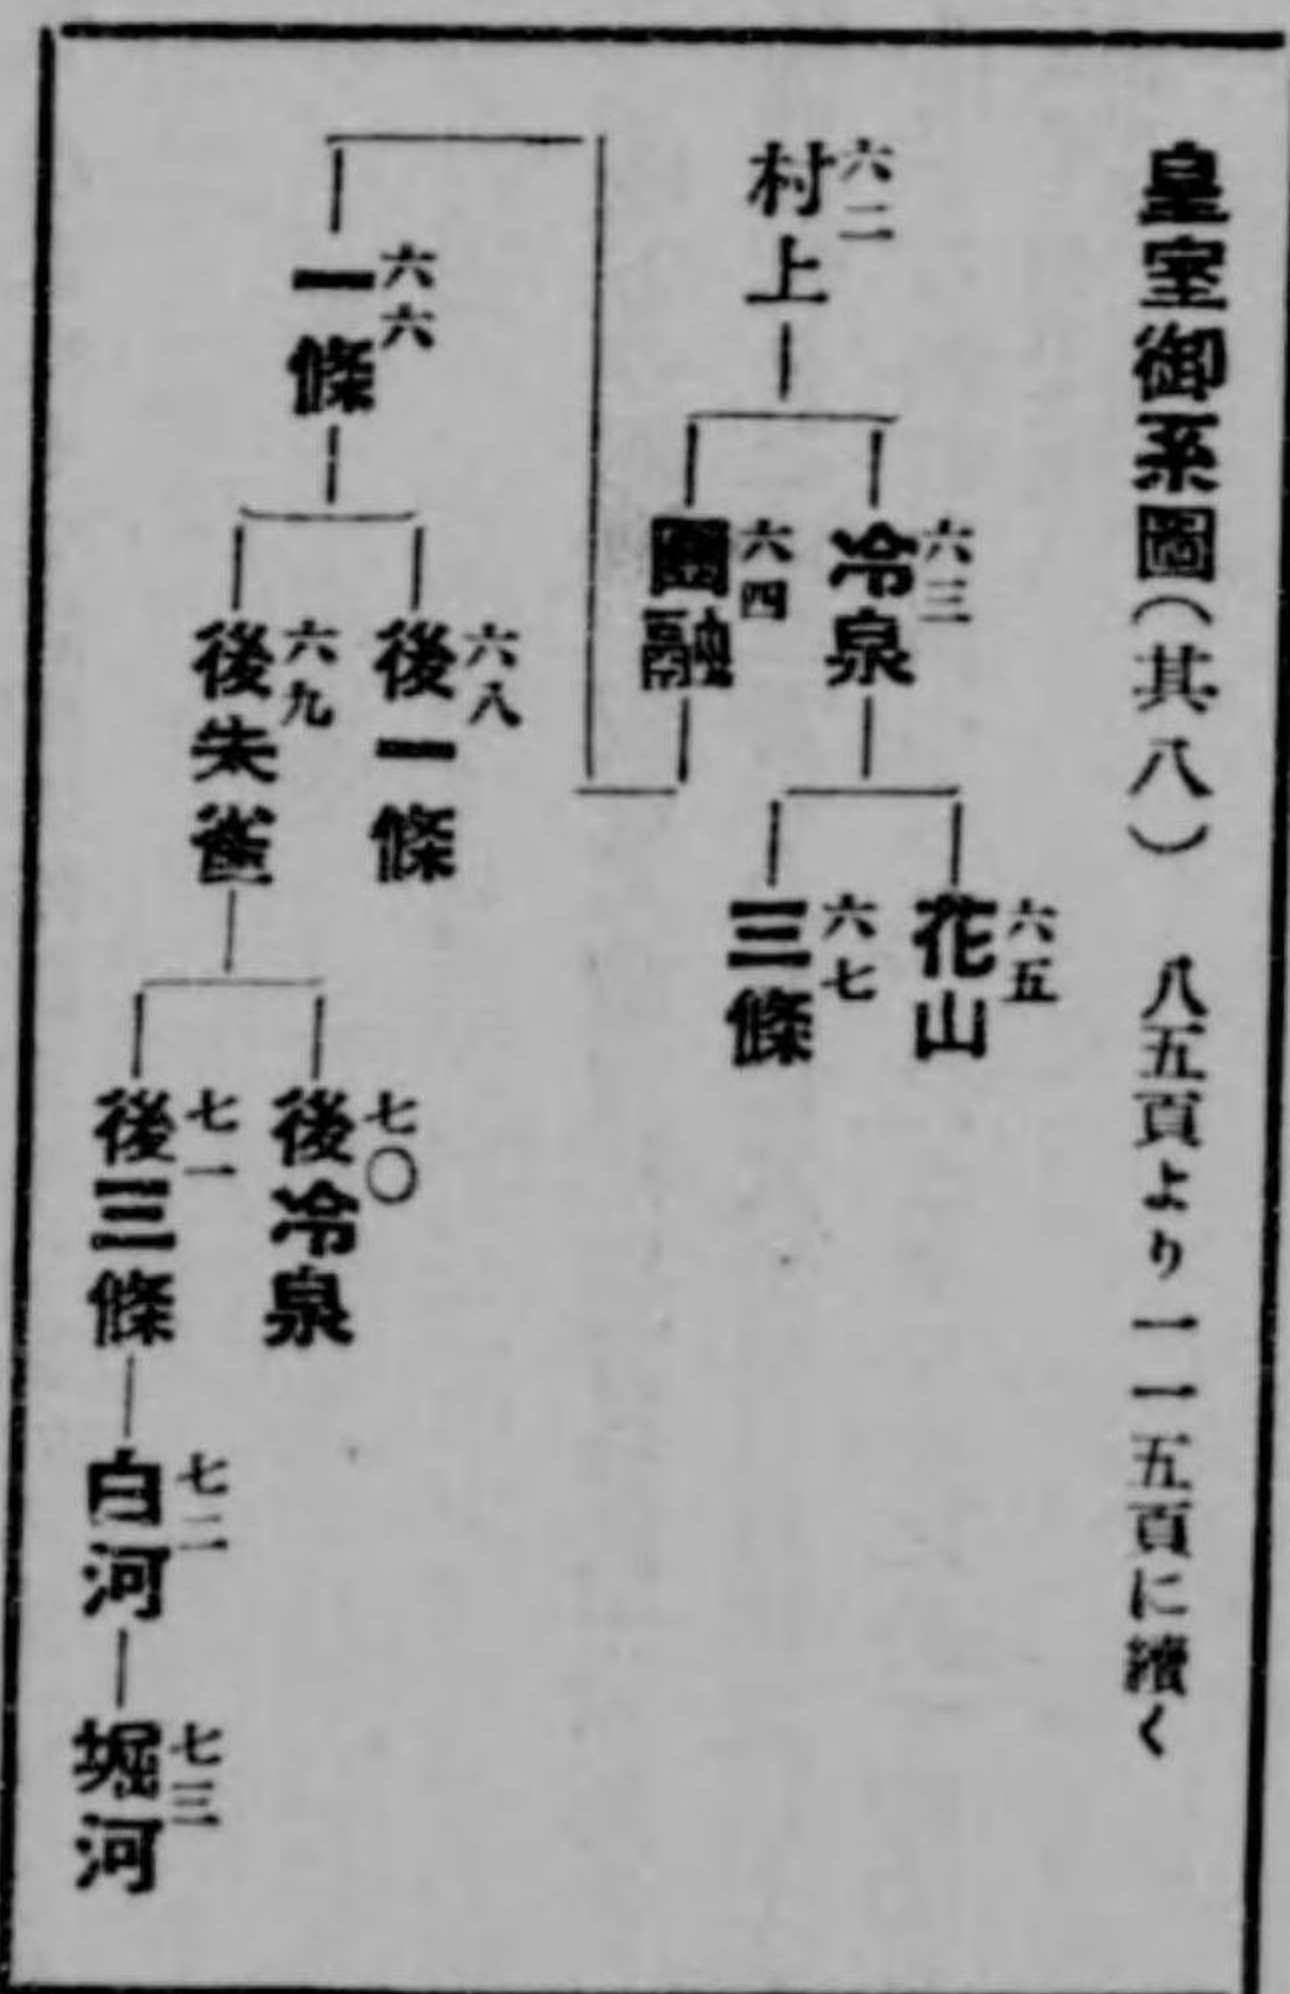 皇室御系圖(其八) 八五頁より一一五頁に續く
六二
村上
六三
冷泉
六四
圓融
六五
花山
六七
三條
六六
一條
六八
後一條
六九
後朱雀
七〇
後冷泉
七一
後三條
七二
白河
七三
堀河